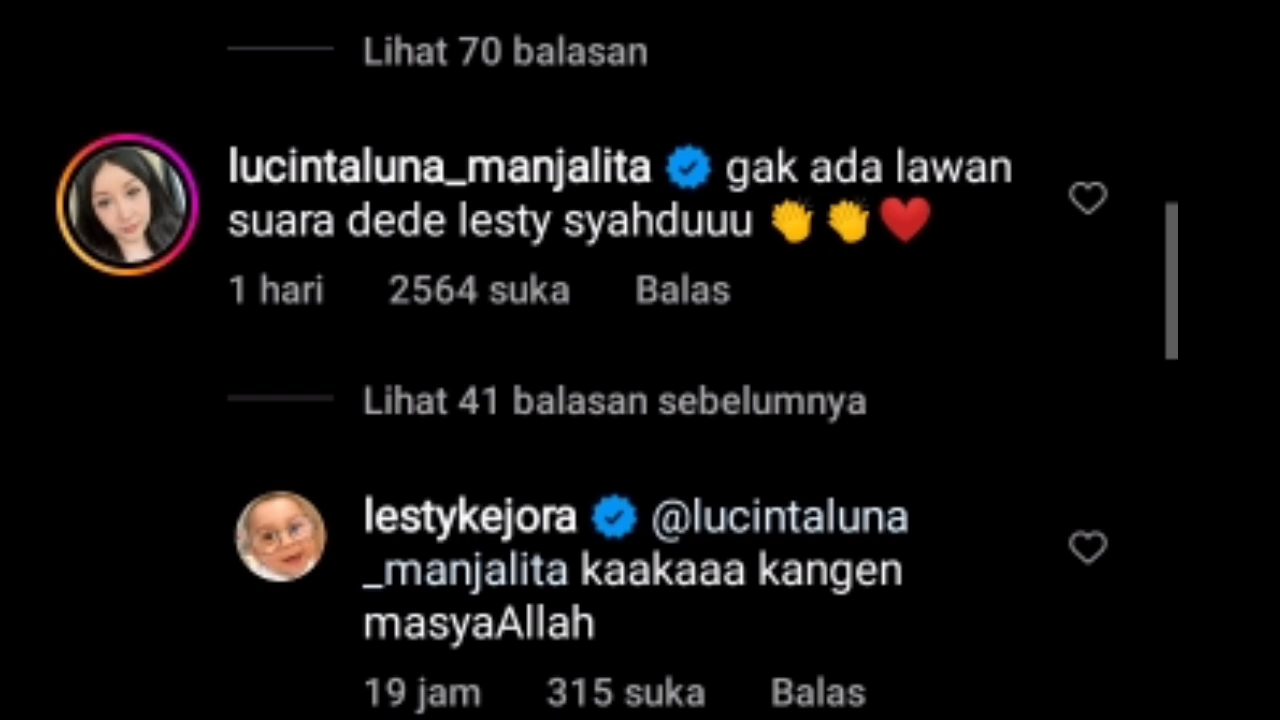 Lihat 70 balasan
lucintaluna_manjalita gak ada lawan
suara dede lesty syahduuu 👏👏❤️
1 hari 2564 suka Balas
Lihat 41 balasan sebelumnya
lestykejora @lucintaluna
_manjalita kaakaaa kangen
masyaAllah
19 jam 315 suka Balas